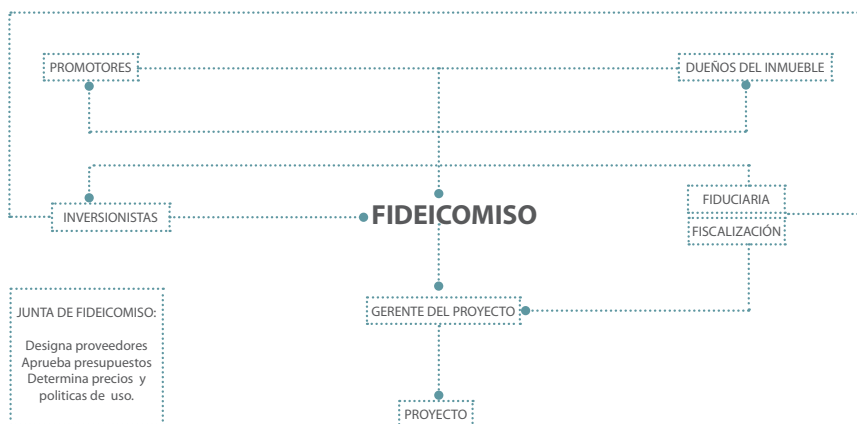 PROMOTORES
DUEÑOS DEL INMUEBLE
INVERSIONISTAS
FIDEICOMISO
FIDUCIARIA
FISCALIZACIÓN
JUNTA DE FIDEICOMISO:
Designa proveedores
Aprueba presupuestos
Determina precios y
politicas de uso.
GERENTE DEL PROYECTO
PROYECTO